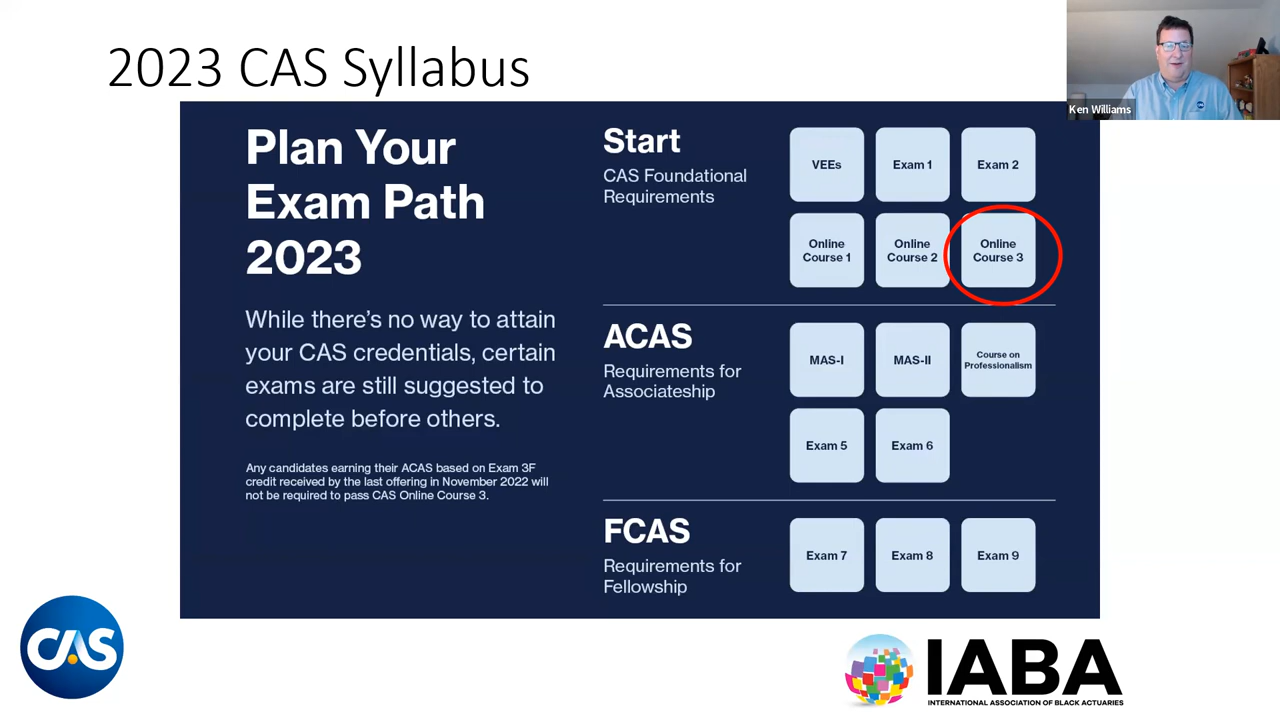 2023 CAS Syllabus
Ken Williams
Plan Your
Exam Path
2023
While there's no way to attain
your CAS credentials, certain
exams are still suggested to
complete before others.
Any candidates earning their ACAS based on Exam 3F
credit received by the last offering in November 2022 will
not be required to pass CAS Online Course 3.
Start
CAS Foundational
Requirements
VEEs
Exam 1
Exam 2
Online
Course 1
Online
Course 2
Online
Course 3
ACAS
Requirements for
Associateship
MAS-I
MAS-II
Course on
Professionalism
Exam 5
Exam 6
FCAS
Requirements for
Fellowship
Exam 7
Exam 8
Exam 9
CAS
IABA
INTERNATIONAL ASSOCIATION OF BLACK ACTUARIES